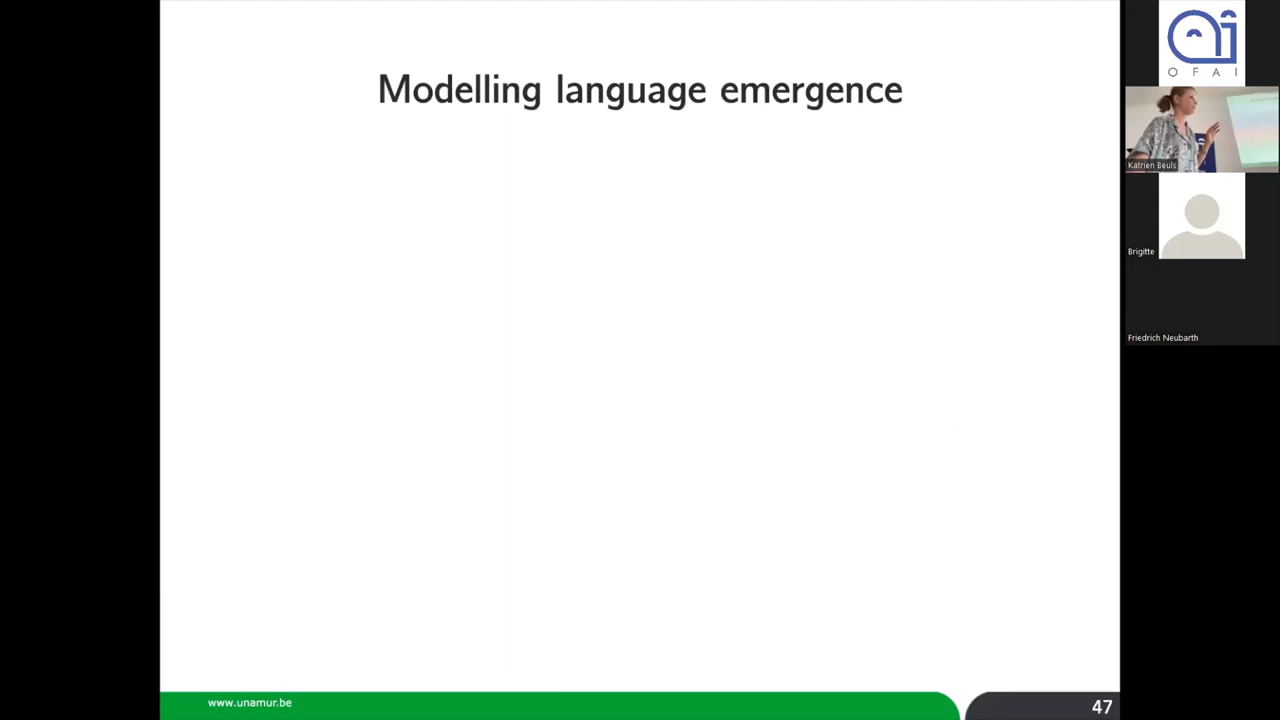 Modelling language emergence
OFAI
Katrien Beuls
Brigitte
Friedrich Neubarth
www.unamur.be
47